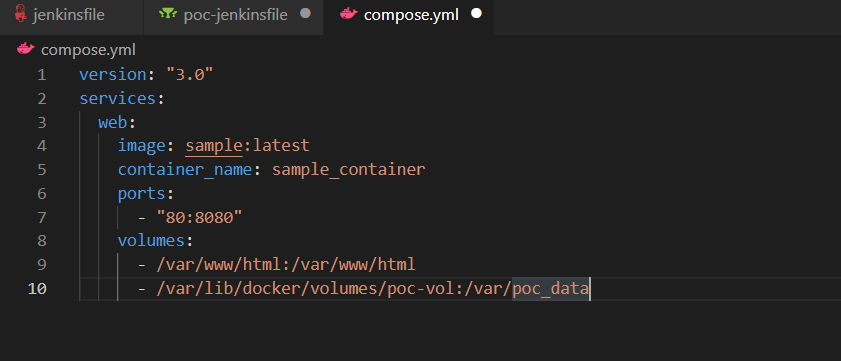 jenkinsfile poc-jenkinsfile compose.yml
compose.yml
1 version: "3.0"
2 services:
3 web:
4 image: sample:latest
5 container_name: sample_container
6 ports:
7 - "80:8080"
8 volumes:
9 - /var/www/html:/var/www/html
10 - /var/lib/docker/volumes/poc-vol:/var/poc_data